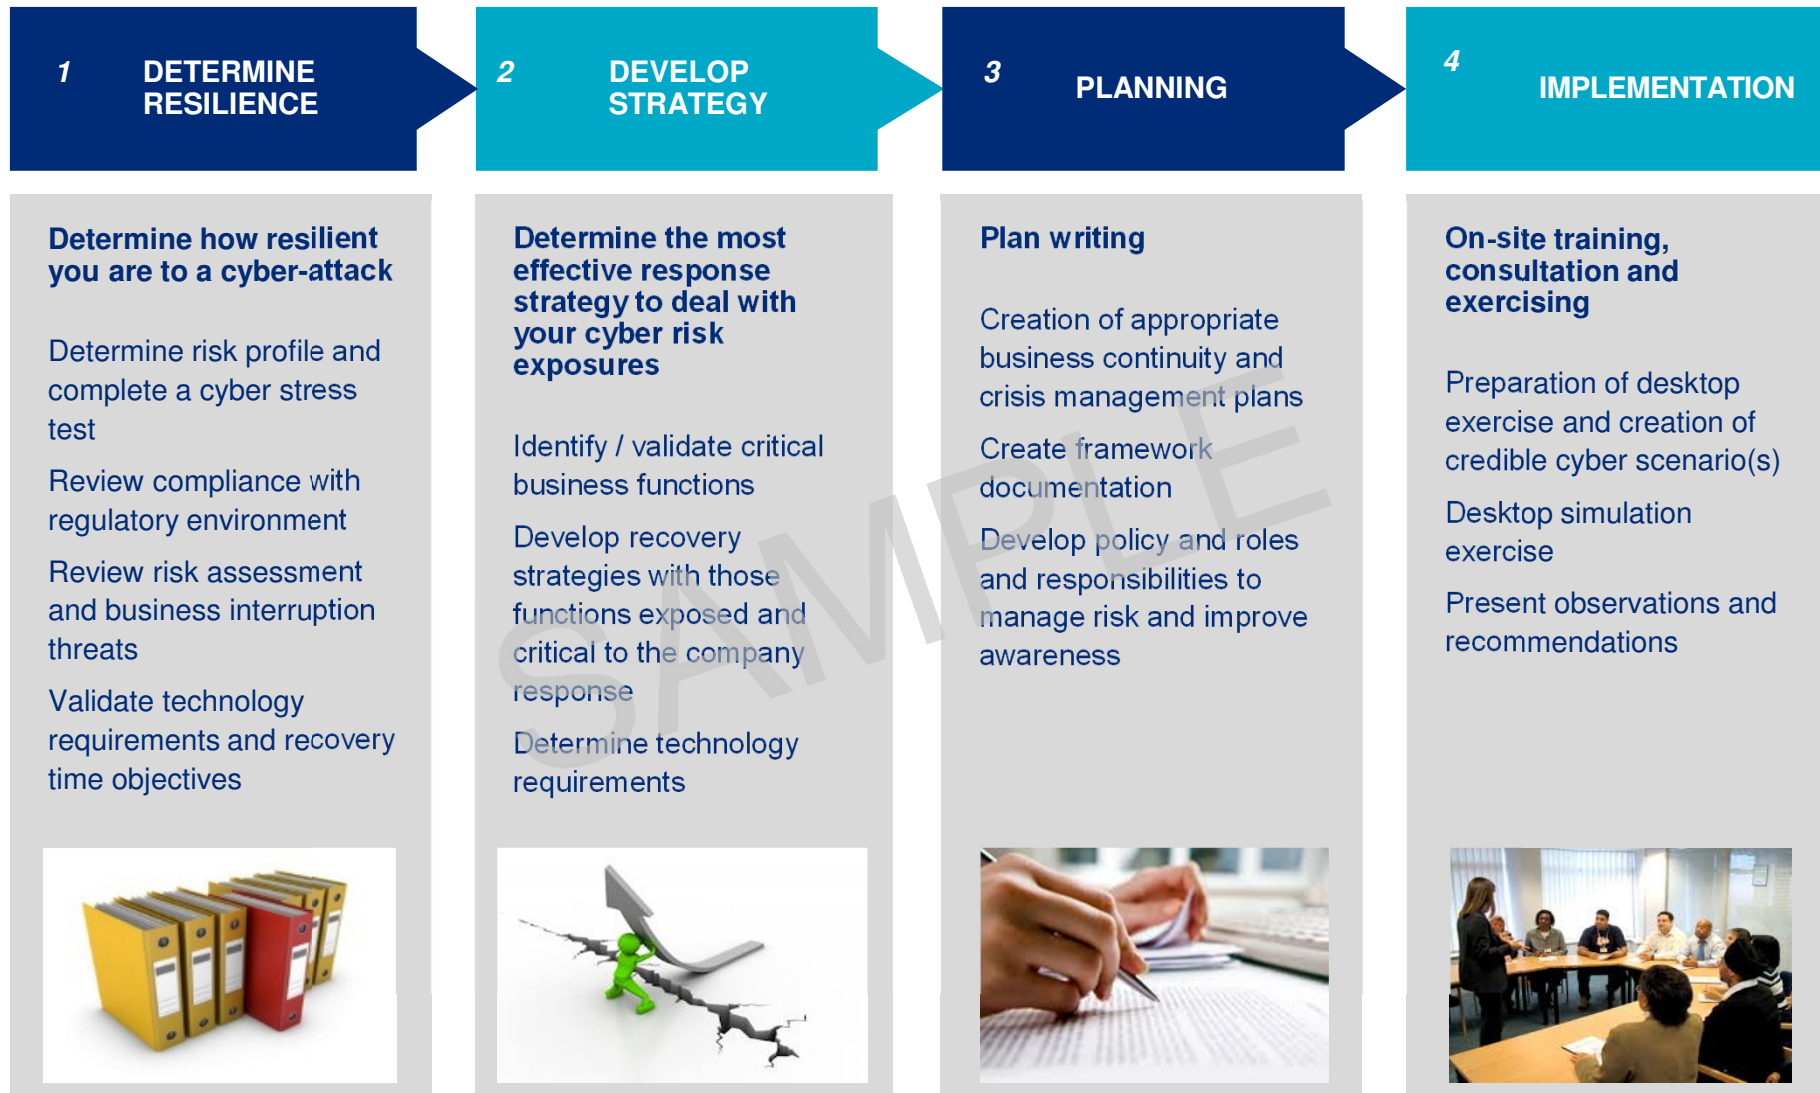 1
DETERMINE
RESILIENCE
2
DEVELOP
STRATEGY
3
PLANNING
4
IMPLEMENTATION
Determine how resilient
you are to a cyber-attack
Determine risk profile and
complete a cyber stress
test
Review compliance with
regulatory environment
Review risk assessment
and business interruption
threats
Validate technology
requirements and recovery
time objectives
Determine the most
effective response
strategy to deal with
your cyber risk
exposures
Identify / validate critical
business functions
Develop recovery
strategies with those
functions exposed and
critical to the company
response
Determine technology
requirements
Plan writing
Creation of appropriate
business continuity and
crisis management plans
Create framework
documentation
Develop policy and roles
and responsibilities to
manage risk and improve
awareness
On-site training,
consultation and
exercising
Preparation of desktop
exercise and creation of
credible cyber scenario(s)
Desktop simulation
exercise
Present observations and
recommendations
SAMPLE